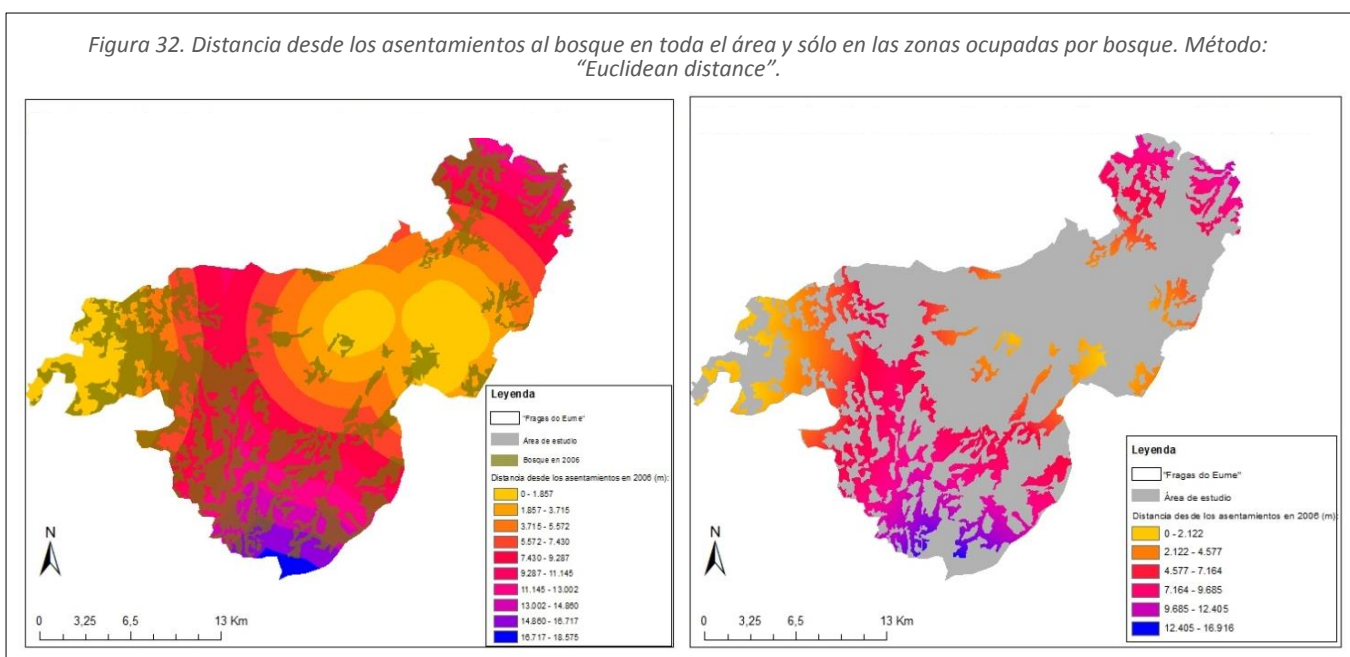 Figura 32. Distancia desde los asentamientos al bosque en toda el área y sólo en las zonas ocupadas por bosque. Método:
“Euclidean distance”.
Leyenda
"Fragas do Eume"
Área de estudio
Bosque en 2006
Distancia desde los asentamientos en 2006 (m):
0 - 1.857
1.857 - 3.715
3.715 - 5.572
5.572 - 7.430
7.430 - 9.287
9.287 - 11.145
11.145 - 13.002
13.002 - 14.860
14.860 - 16.717
16.717 - 18.575
N
0 3,25 6,5 13 Km
Leyenda
"Fragas do Eume"
Área de estudio
Distancia desde los asentamientos en 2006 (m):
0 - 2.122
2.122 - 4.577
4.577 - 7.164
7.164 - 9.685
9.685 - 12.405
12.405 - 16.916
N
0 3,25 6,5 13 Km